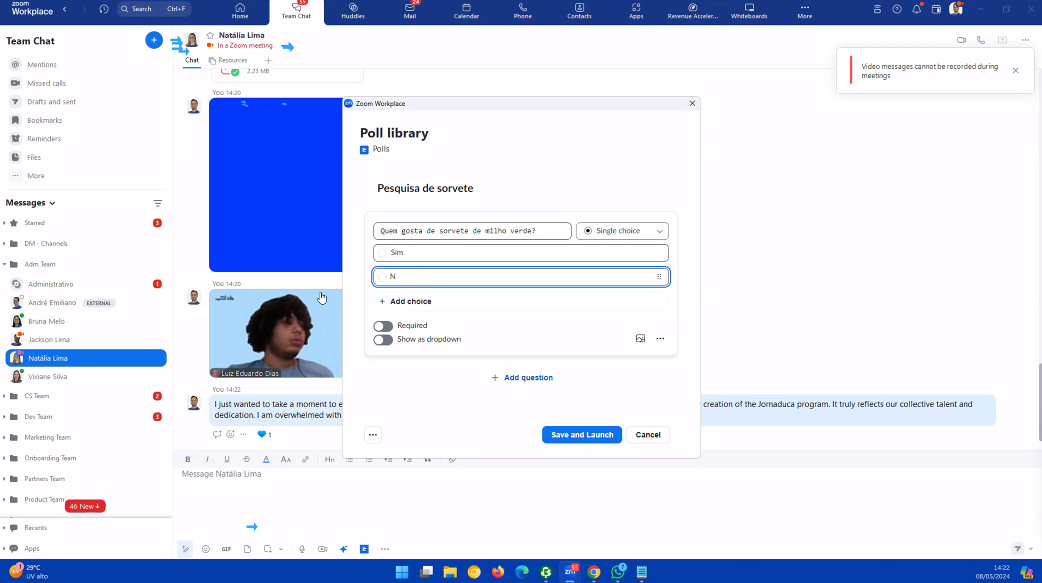 zoom
Workplace
Search Ctrl+F
Home
Team Chat
55
Huddles
Mail
24
Calendar
Phone
Contacts
Apps
Revenue Acceler...
Whiteboards
More
Team Chat
Natália Lima
In a Zoom meeting
Chat
Resources
Mentions
Missed calls
Drafts and sent
Bookmarks
Reminders
Files
More
Messages
Starred 3
DM - Channels
Adm Team
Administrativo 1
André Emiliano EXTERNAL
Bruna Melo
Jackson Lima
Natália Lima
Viviane Silva
CS Team 2
Dev Team 3
Marketing Team
Onboarding Team
Partners Team
Product Team
46 New
Recents
Apps
2.23 MB
You 14:20
You 14:20
Luiz Eduardo Dias
You 14:22
I just wanted to take a moment to e
creation of the Jornaduca program. It truly reflects our collective talent and
dedication. I am overwhelmed with
1
Message Natália Lima
GIF
Video messages cannot be recorded during
meetings
Zoom Workplace
Poll library
Polls
Pesquisa de sorvete
Quem gosta de sorvete de milho verde?
Single choice
Sim
N
Add choice
Required
Show as dropdown
Add question
Save and Launch
Cancel
29°C
UV alto
14:22
08/05/2024